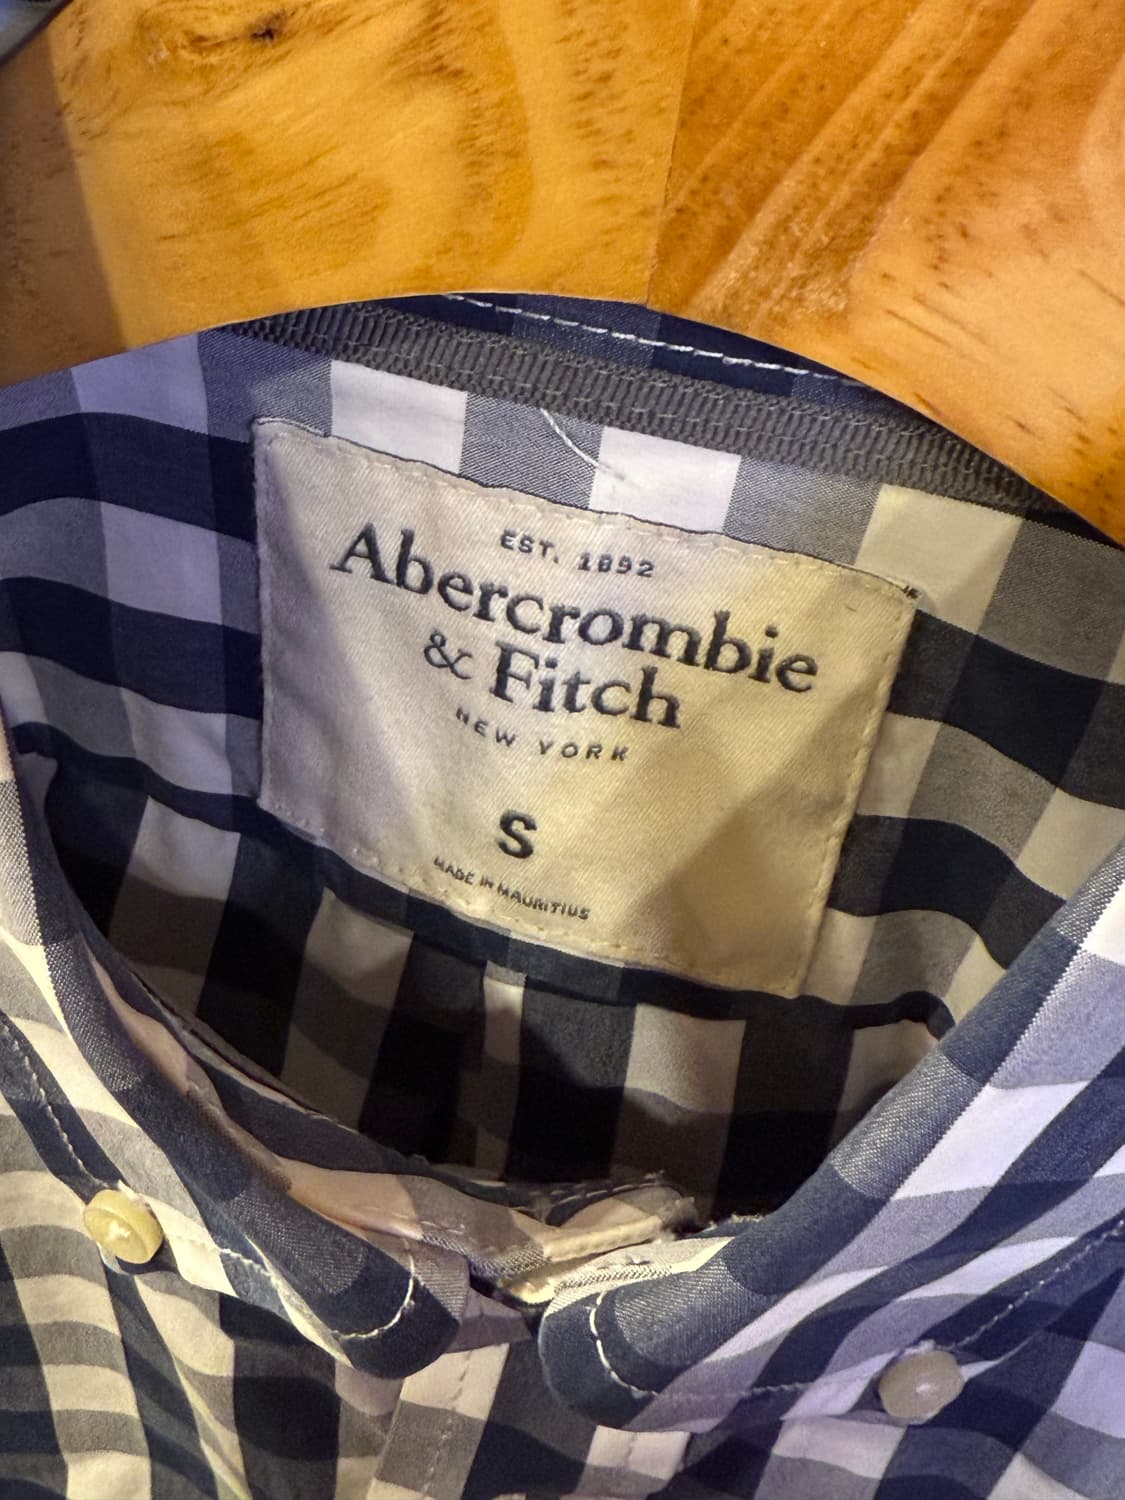 EST. 1892
Abercrombie
& Fitch
NEW YORK
S
MADE IN MAURITIUS